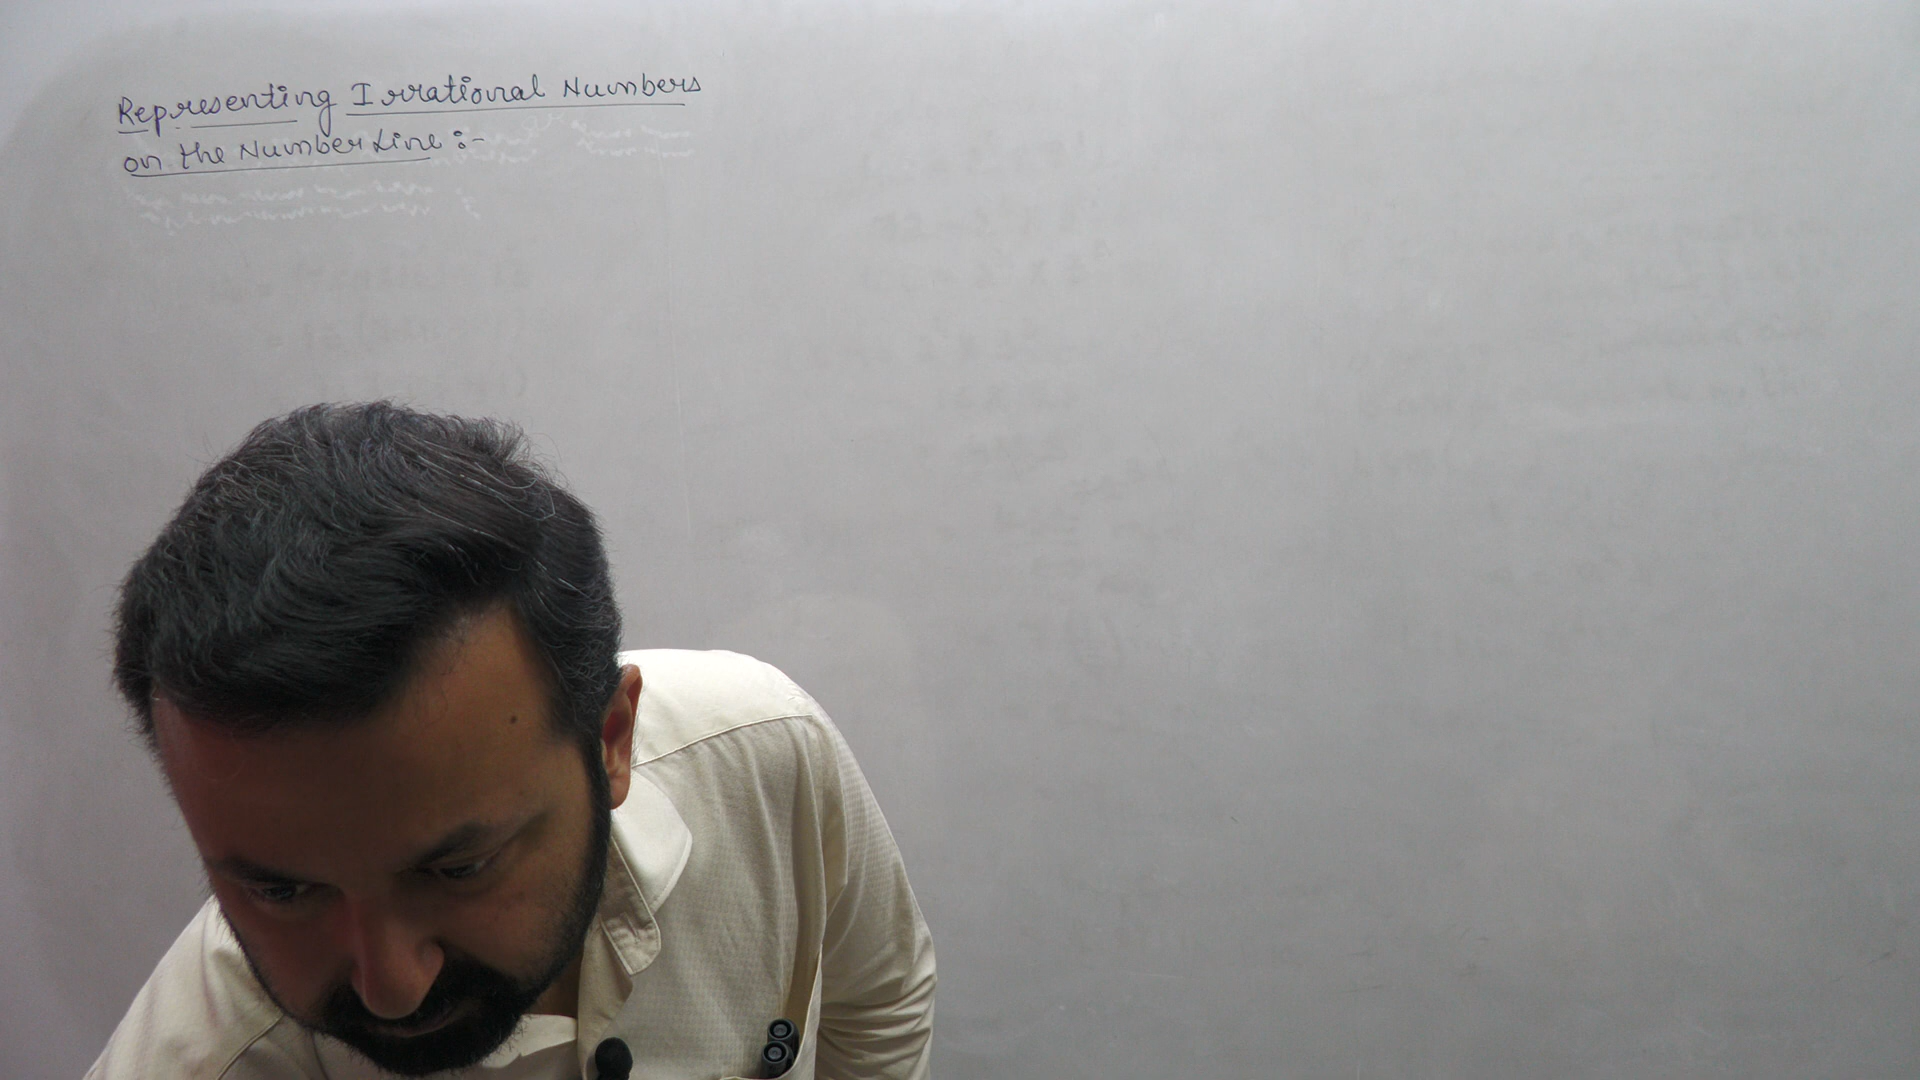 Representing Irrational Numbers
on the Number Line :-